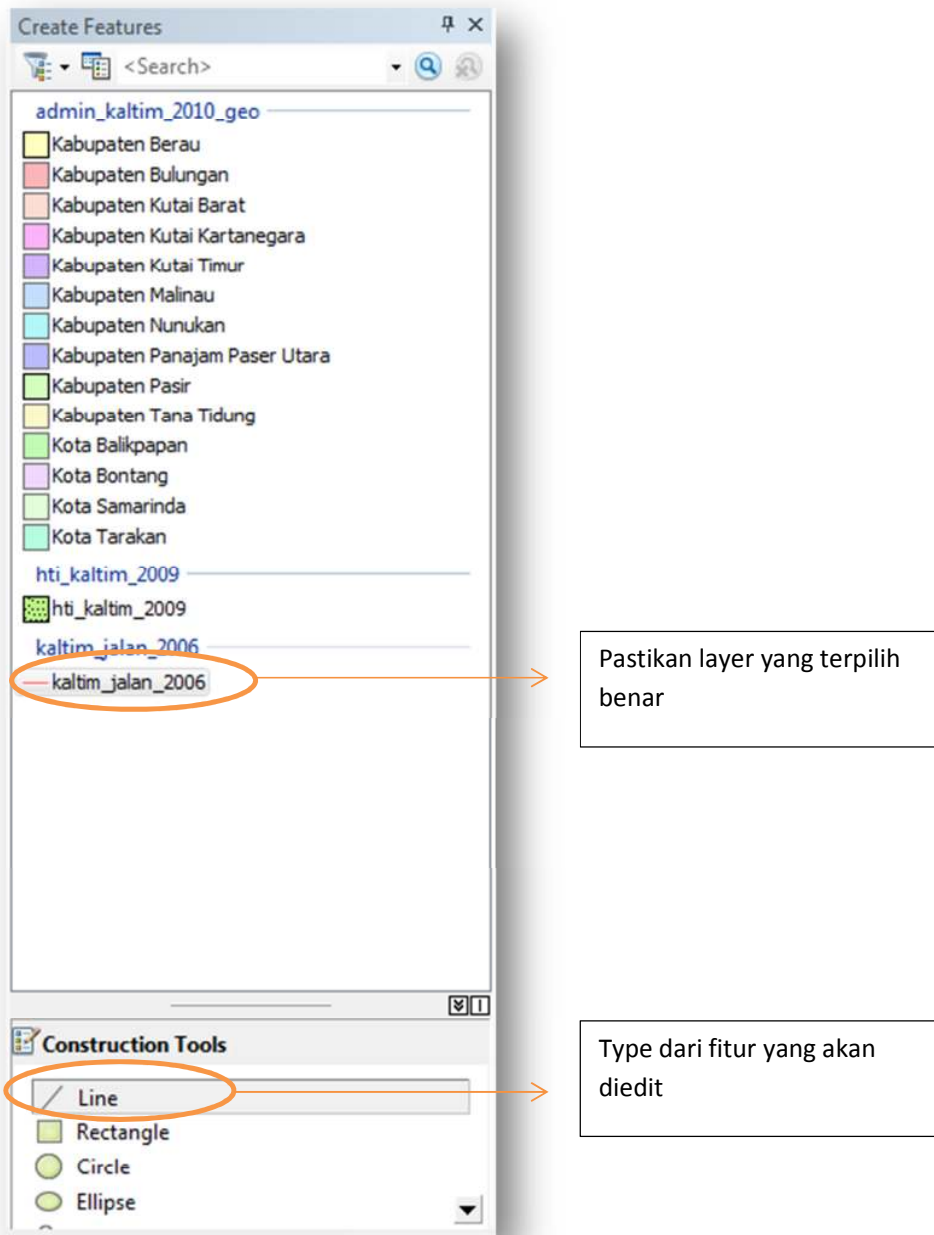 Create Features
<Search>
admin_kaltim_2010_geo
Kabupaten Berau
Kabupaten Bulungan
Kabupaten Kutai Barat
Kabupaten Kutai Kartanegara
Kabupaten Kutai Timur
Kabupaten Malinau
Kabupaten Nunukan
Kabupaten Panajam Paser Utara
Kabupaten Pasir
Kabupaten Tana Tidung
Kota Balikpapan
Kota Bontang
Kota Samarinda
Kota Tarakan
hti_kaltim_2009
hti_kaltim_2009
kaltim_jalan_2006
kaltim_jalan_2006
Pastikan layer yang terpilih
benar
Construction Tools
Line
Rectangle
Circle
Ellipse
Type dari fitur yang akan
diedit